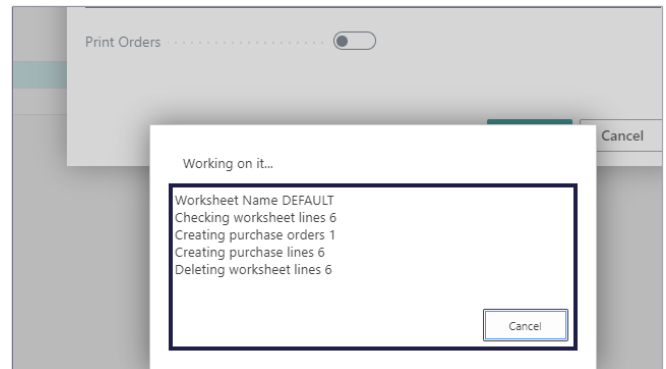 Print Orders
Cancel
Working on it...
Worksheet Name DEFAULT
Checking worksheet lines 6
Creating purchase orders 1
Creating purchase lines 6
Deleting worksheet lines 6
Cancel